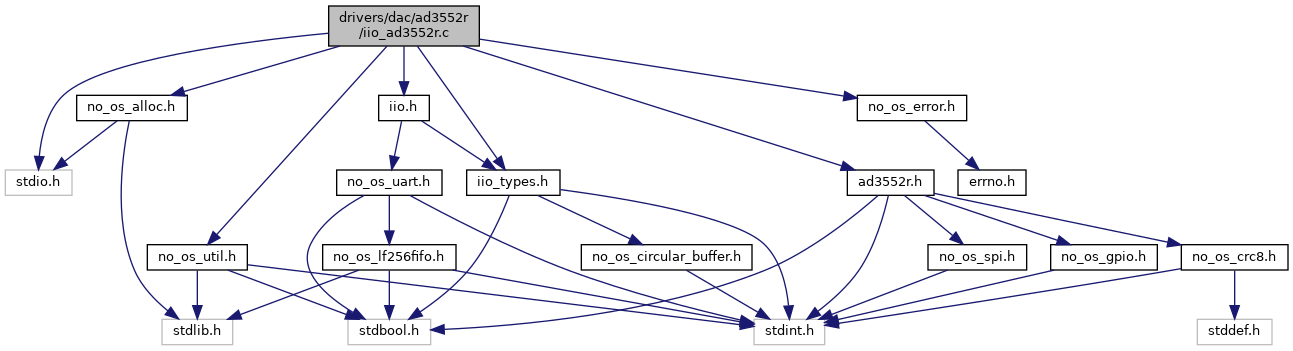 drivers/dac/ad3552r
/iio_ad3552r.c
no_os_alloc.h
iio.h
no_os_error.h
stdio.h
no_os_uart.h
iio_types.h
ad3552r.h
errno.h
no_os_util.h
no_os_lf256fifo.h
no_os_circular_buffer.h
no_os_spi.h
no_os_gpio.h
no_os_crc8.h
stdlib.h
stdbool.h
stdint.h
stddef.h